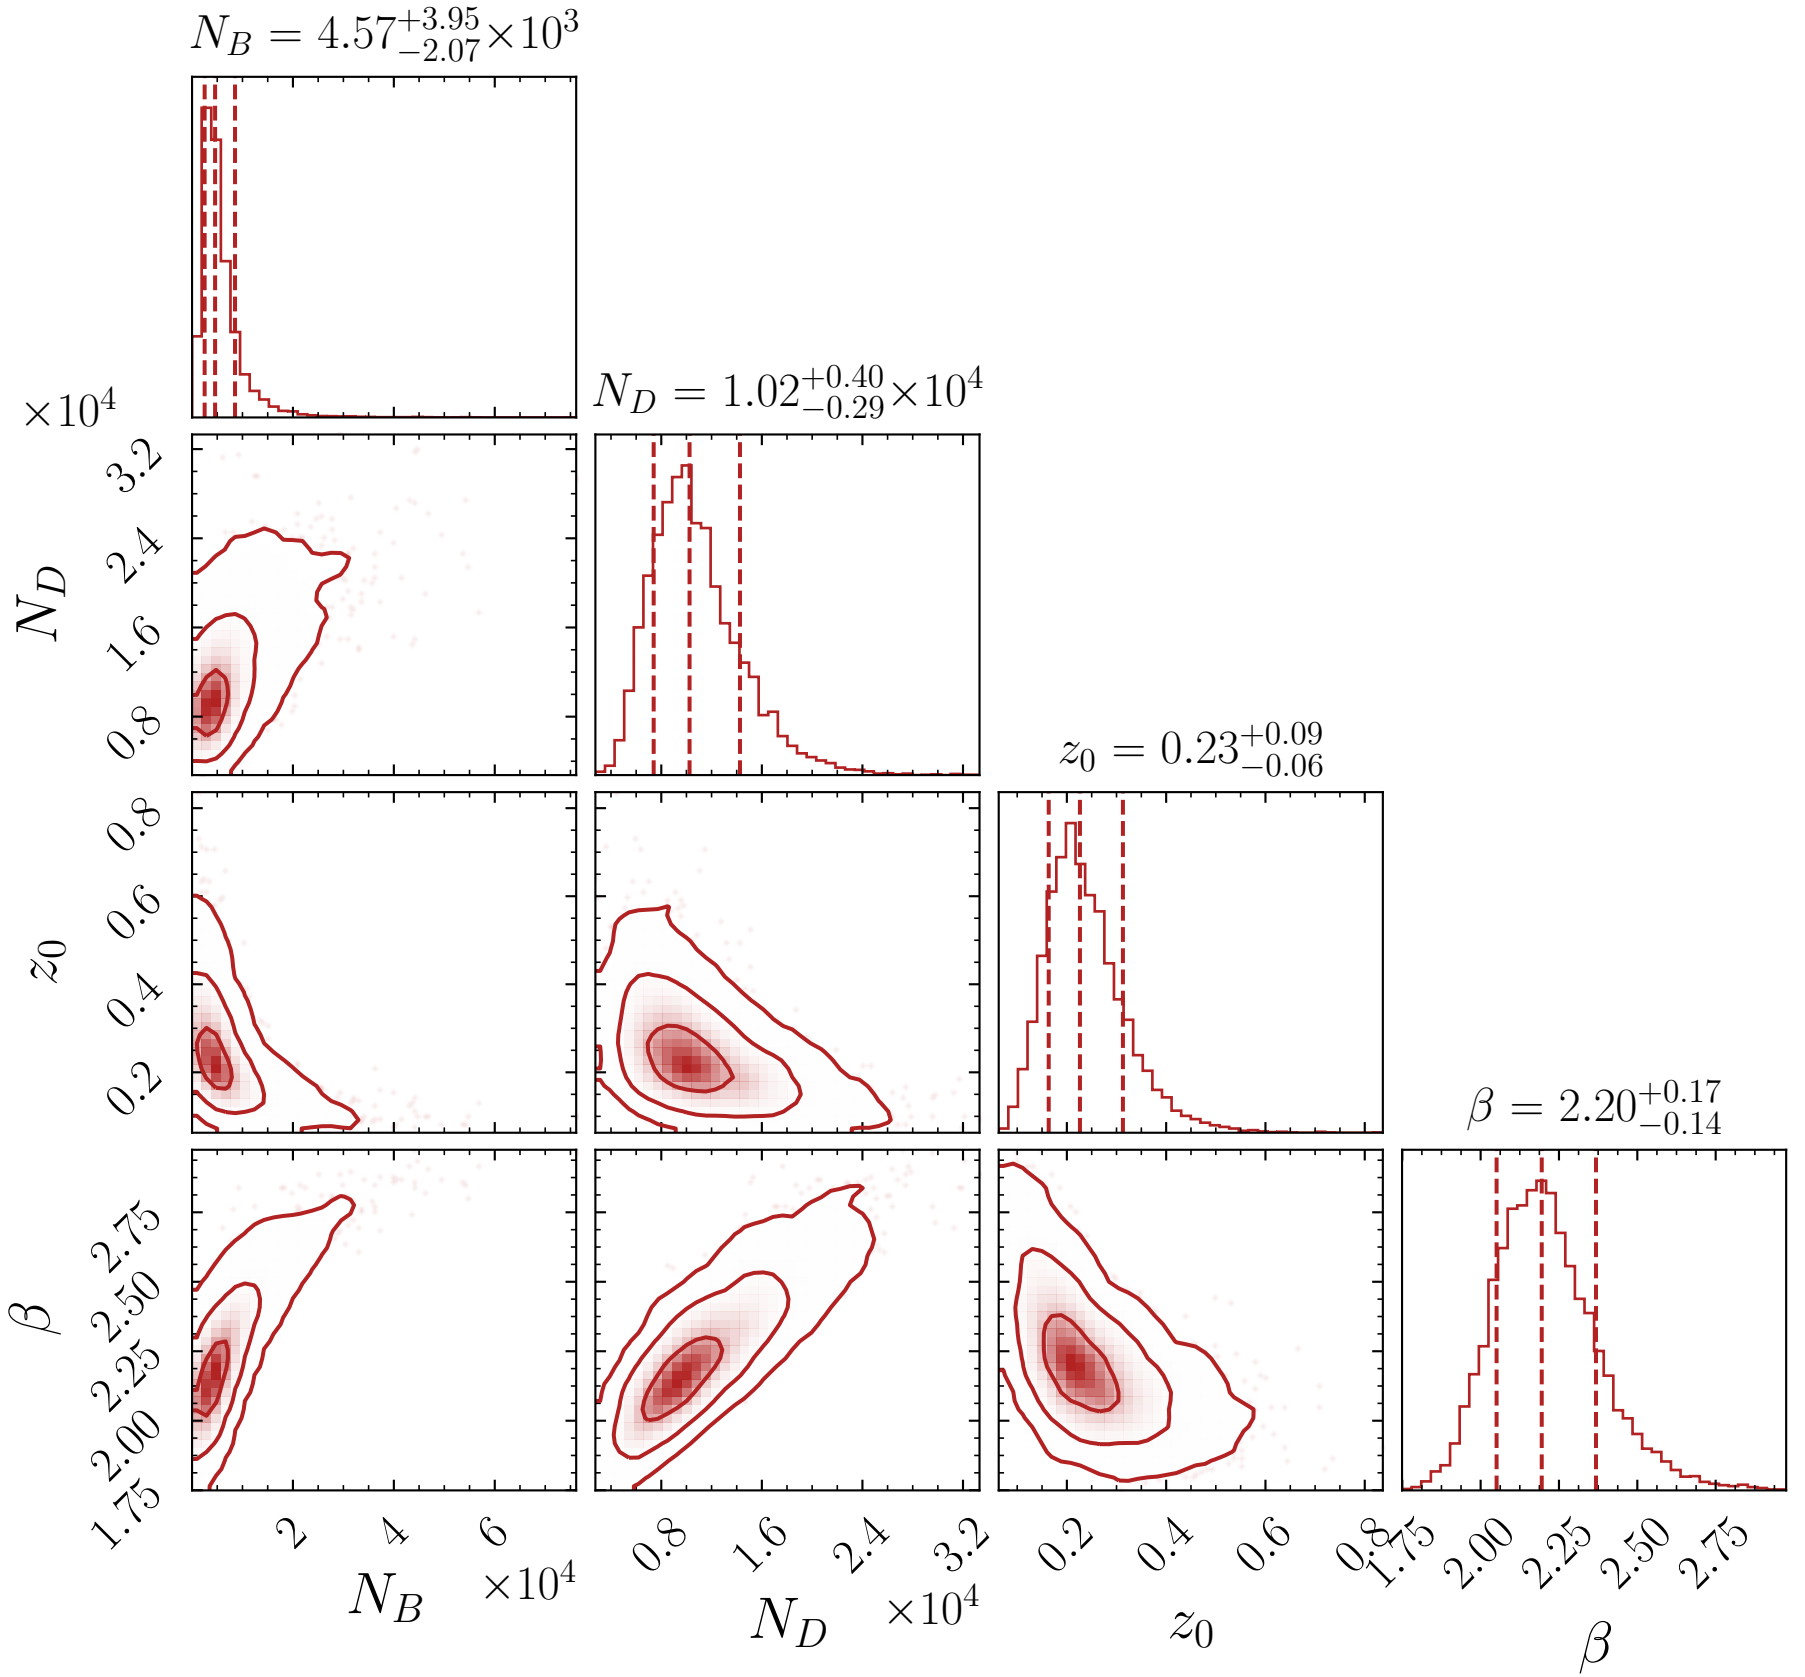 N_B = 4.57^{+3.95}_{-2.07}×10^3
×10^4
N_D = 1.02^{+0.40}_{-0.29}×10^4
N_D
3.2
2.4
1.6
0.8
z_0 = 0.23^{+0.09}_{-0.06}
z_0
0.8
0.6
0.4
0.2
β = 2.20^{+0.17}_{-0.14}
β
2.75
2.50
2.25
2.00
1.75
2 4 6
×10^4
N_B
0.8 1.6 2.4 3.2
×10^4
N_D
0.2 0.4 0.6 0.8
z_0
1.75 2.00 2.25 2.50 2.75
β